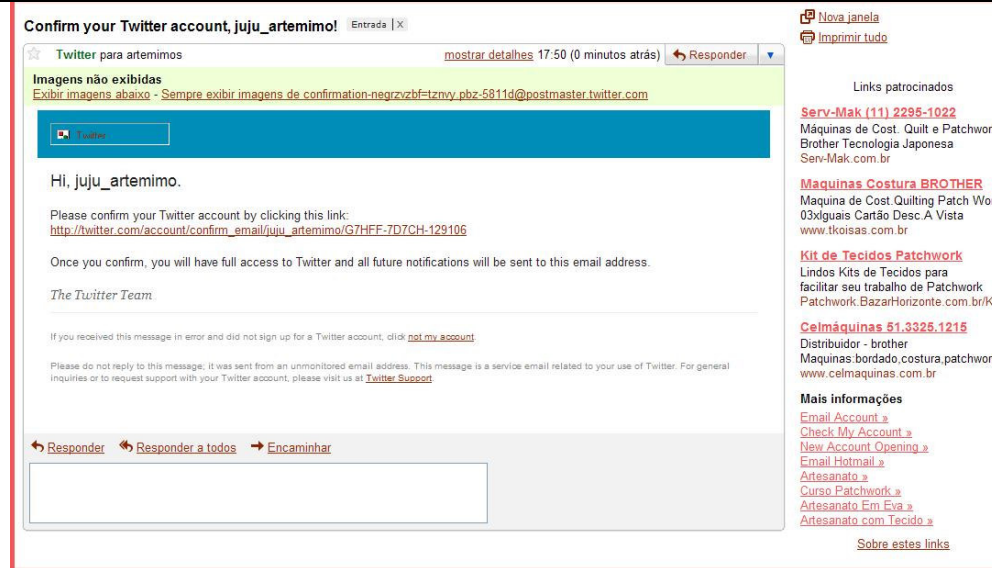 Confirm your Twitter account, juju_artemimo! Entrada | X
Twitter para artemimos
mostrar detalhes 17:50 (0 minutos atrás) Responder
Imagens não exibidas
Exibir imagens abaixo - Sempre exibir imagens de confirmation-negrzvzbf=tznvy.pbz-5811d@postmaster.twitter.com
Twitter
Hi, juju_artemimo.
Please confirm your Twitter account by clicking this link:
http://twitter.com/account/confirm_email/juju_artemimo/G7HFF-7D7CH-129106
Once you confirm, you will have full access to Twitter and all future notifications will be sent to this email address.
The Twitter Team
If you received this message in error and did not sign up for a Twitter account, click not my account.
Please do not reply to this message; it was sent from an unmonitored email address. This message is a service email related to your use of Twitter. For general
inquiries or to request support with your Twitter account, please visit us at Twitter Support.
Responder Responder a todos Encaminhar
Nova janela
Imprimir tudo
Links patrocinados
Serv-Mak (11) 2295-1022
Máquinas de Cost. Quilt e Patchwor
Brother Tecnologia Japonesa
Serv-Mak.com.br
Maquinas Costura BROTHER
Maquina de Cost.Quilting Patch Wo
03xIguais Cartão Desc.A Vista
www.tkoisas.com.br
Kit de Tecidos Patchwork
Lindos Kits de Tecidos para
facilitar seu trabalho de Patchwork
Patchwork.BazarHorizonte.com.br/K
Celmáquinas 51.3325.1215
Distribuidor - brother
Maquinas:bordado,costura,patchwor
www.celmaquinas.com.br
Mais informações
Email Account »
Check My Account »
New Account Opening »
Email Hotmail »
Artesanato »
Curso Patchwork »
Artesanato Em Eva »
Artesanato com Tecido »
Sobre estes links